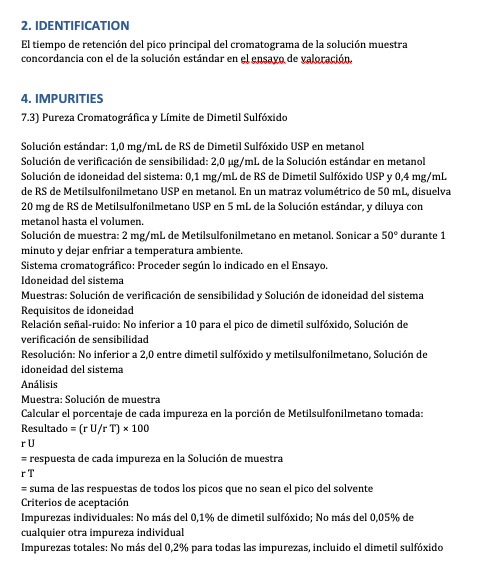 2. IDENTIFICATION
El tiempo de retención del pico principal del cromatograma de la solución muestra
concordancia con el de la solución estándar en el ensayo de valoración.
4. IMPURITIES
7.3) Pureza Cromatográfica y Límite de Dimetil Sulfóxido
Solución estándar: 1,0 mg/mL de RS de Dimetil Sulfóxido USP en metanol
Solución de verificación de sensibilidad: 2,0 µg/mL de la Solución estándar en metanol
Solución de idoneidad del sistema: 0,1 mg/mL de RS de Dimetil Sulfóxido USP y 0,4 mg/mL
de RS de Metilsulfonilmetano USP en metanol. En un matraz volumétrico de 50 mL, disuelva
20 mg de RS de Metilsulfonilmetano USP en 5 mL de la Solución estándar, y diluya con
metanol hasta el volumen.
Solución de muestra: 2 mg/mL de Metilsulfonilmetano en metanol. Sonicar a 50° durante 1
minuto y dejar enfriar a temperatura ambiente.
Sistema cromatográfico: Proceder según lo indicado en el Ensayo.
Idoneidad del sistema
Muestras: Solución de verificación de sensibilidad y Solución de idoneidad del sistema
Requisitos de idoneidad
Relación señal-ruido: No inferior a 10 para el pico de dimetil sulfóxido, Solución de
verificación de sensibilidad
Resolución: No inferior a 2,0 entre dimetil sulfóxido y metilsulfonilmetano, Solución de
idoneidad del sistema
Análisis
Muestra: Solución de muestra
Calcular el porcentaje de cada impureza en la porción de Metilsulfonilmetano tomada:
Resultado = (r U/r T) × 100
r U
= respuesta de cada impureza en la Solución de muestra
r T
= suma de las respuestas de todos los picos que no sean el pico del solvente
Criterios de aceptación
Impurezas individuales: No más del 0,1% de dimetil sulfóxido; No más del 0,05% de
cualquier otra impureza individual
Impurezas totales: No más del 0,2% para todas las impurezas, incluido el dimetil sulfóxido